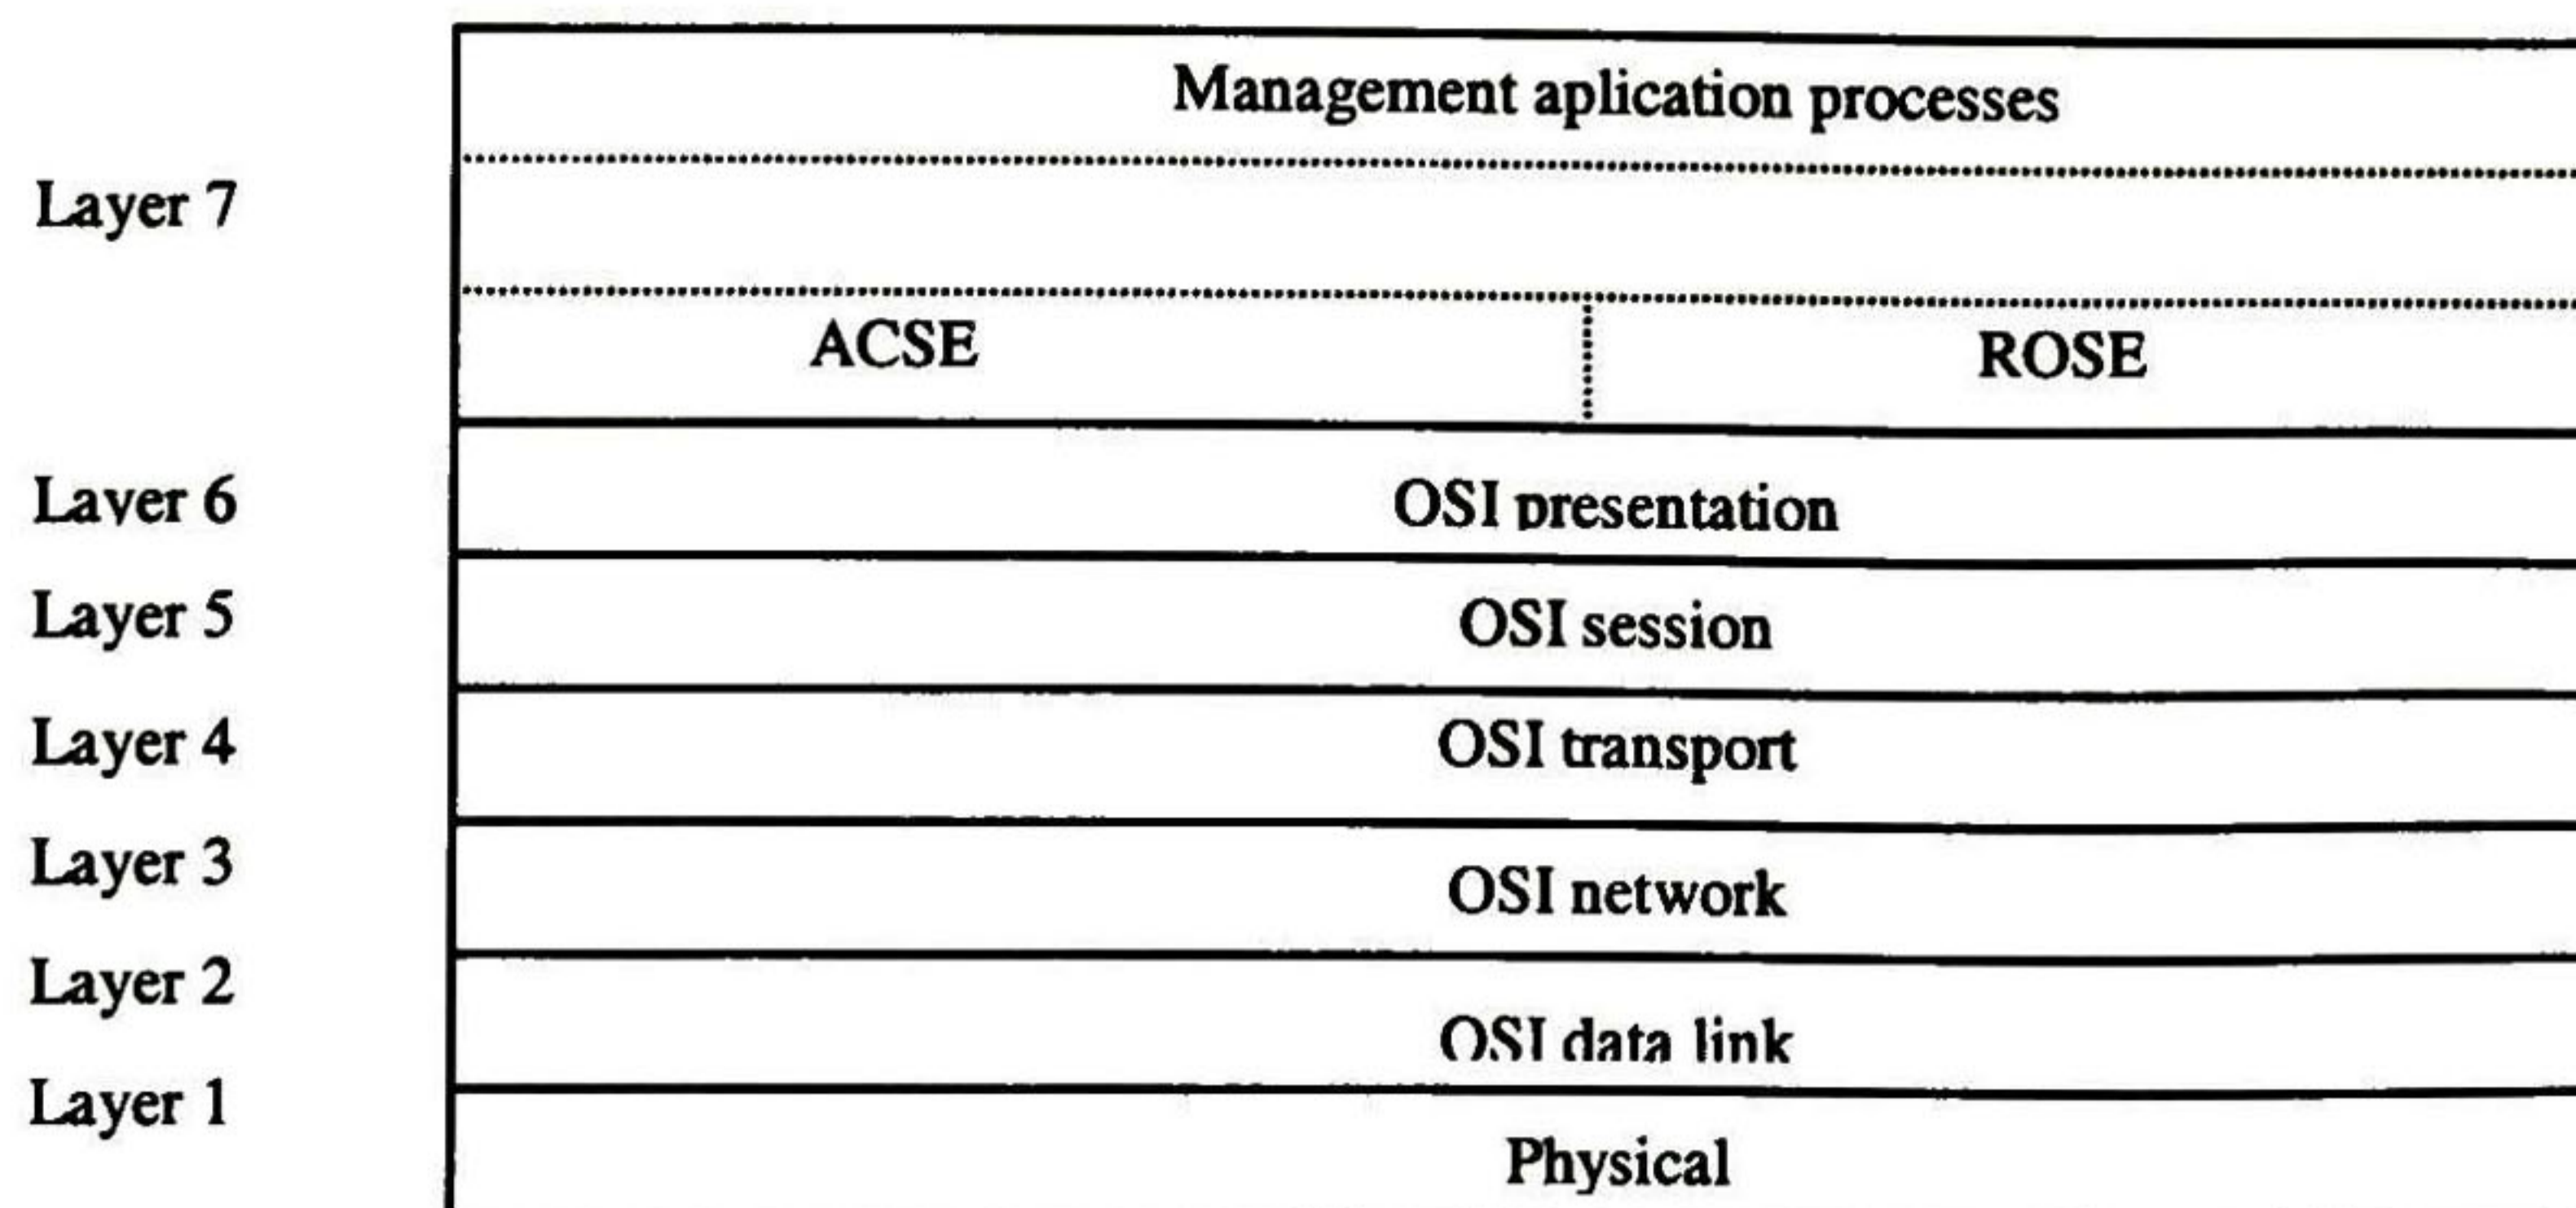 Management aplication processes
Layer 7
ACSE ROSE
Layer 6 OSI presentation
Layer 5 OSI session
Layer 4 OSI transport
Layer 3 OSI network
Layer 2 OSI data link
Layer 1 Physical